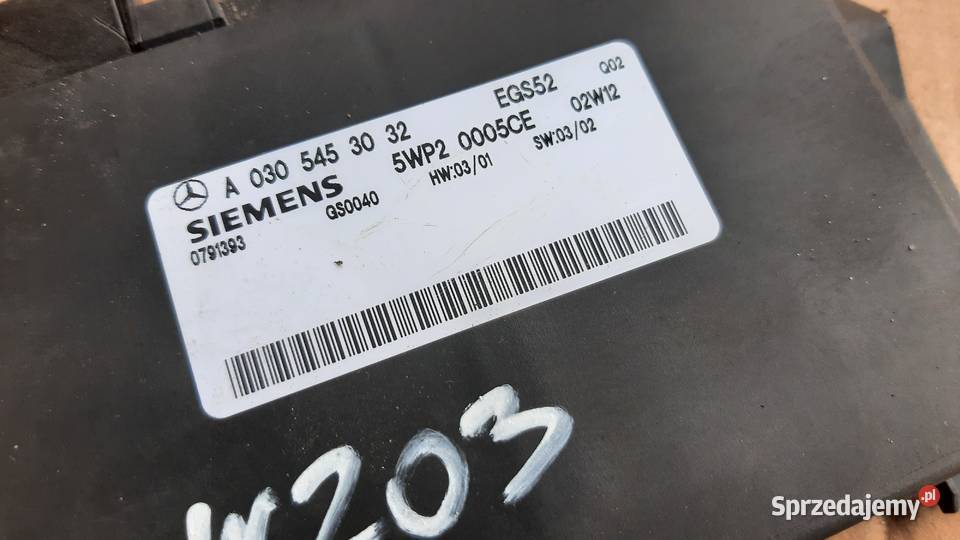 A 030 545 30 32 EGS52 Q02
SIEMENS 5WP2 0005CE 02W12
0791393 QS0040 HW:03/01 SW:03/02
W203
Sprzedajemy.pl